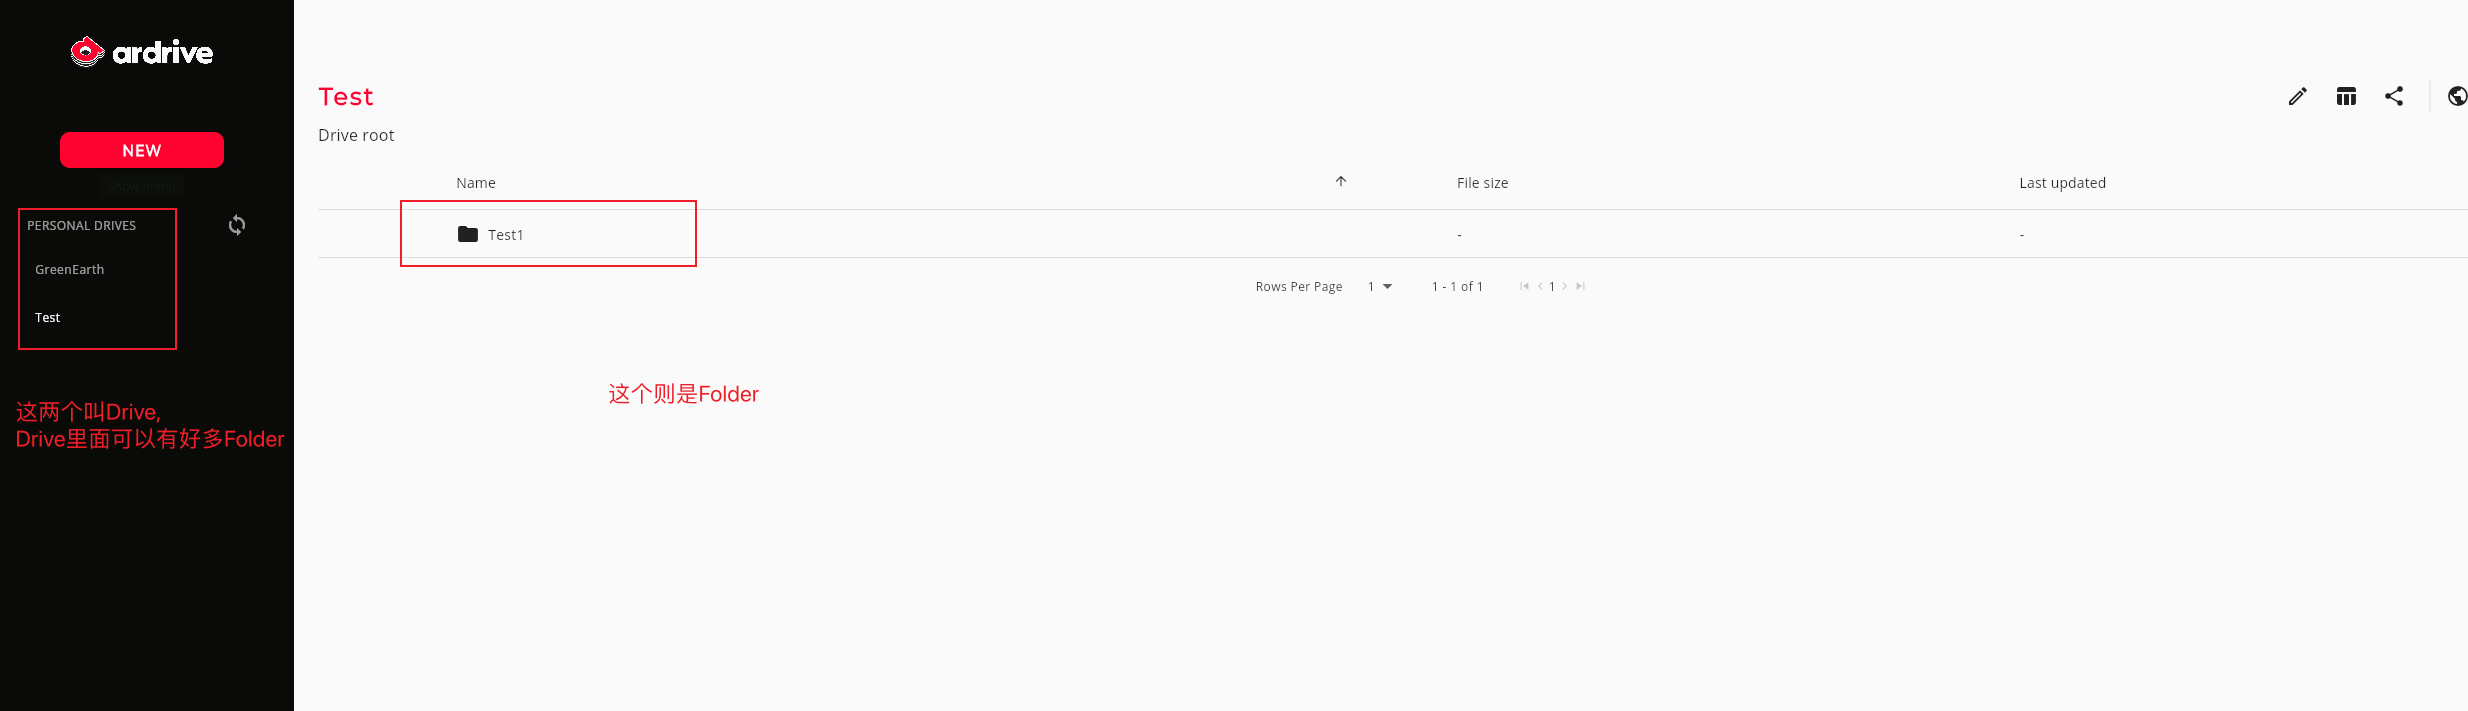 ardrive
NEW
Show menu
PERSONAL DRIVES
GreenEarth
Test
这两个叫Drive,
Drive里面可以有好多Folder
Test
Drive root
Name File size Last updated
Test1 - -
Rows Per Page 1 1 - 1 of 1 1
这个则是Folder